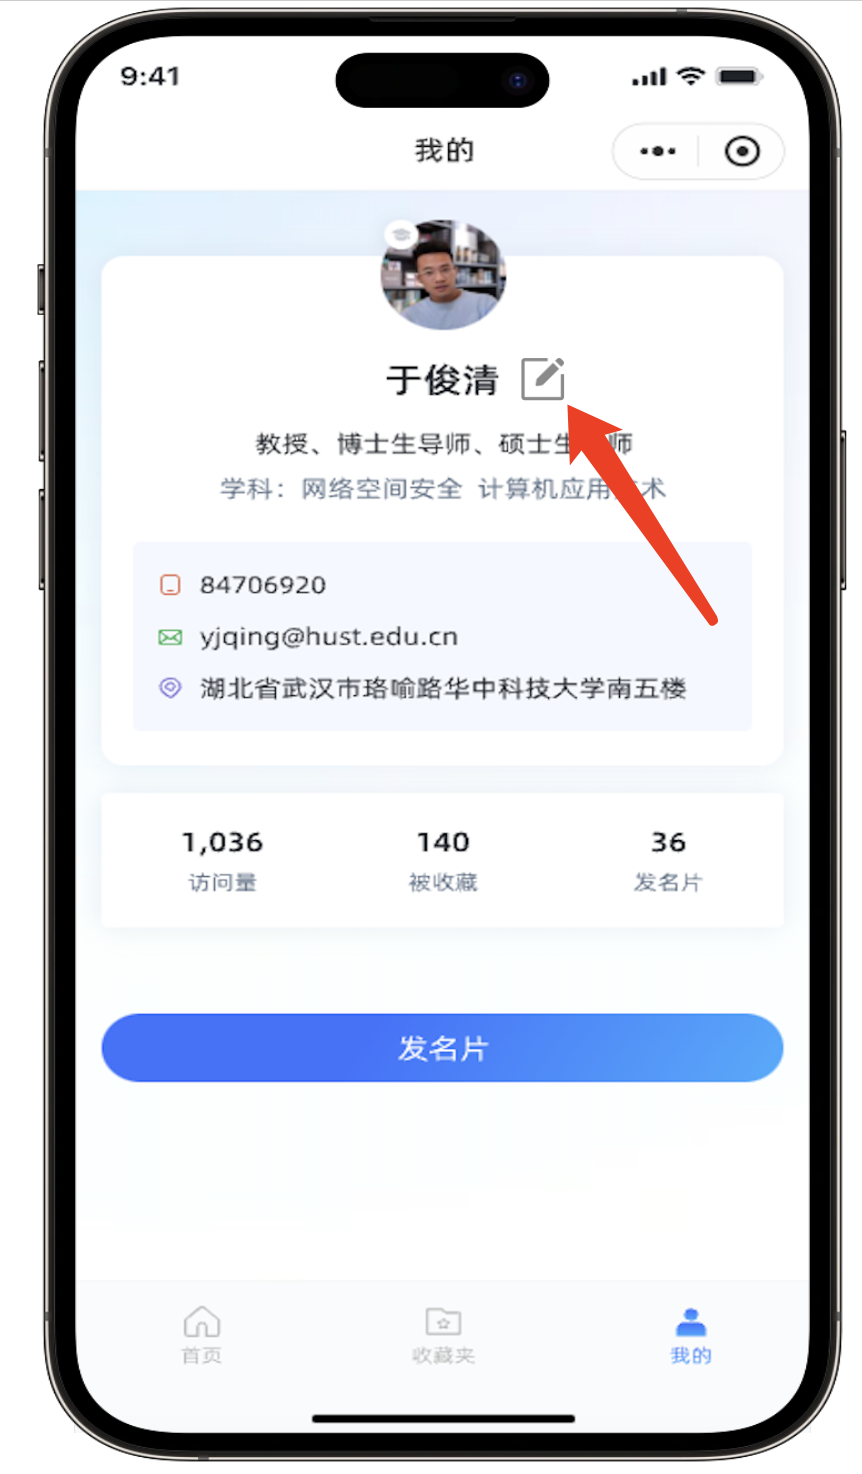 9:41
我的
于俊清
教授、博士生导师、硕士生 师
学科：网络空间安全 计算机应用 术
84706920
yjqing@hust.edu.cn
湖北省武汉市珞喻路华中科技大学南五楼
1,036 140 36
访问量 被收藏 发名片
发名片
首页 收藏夹 我的